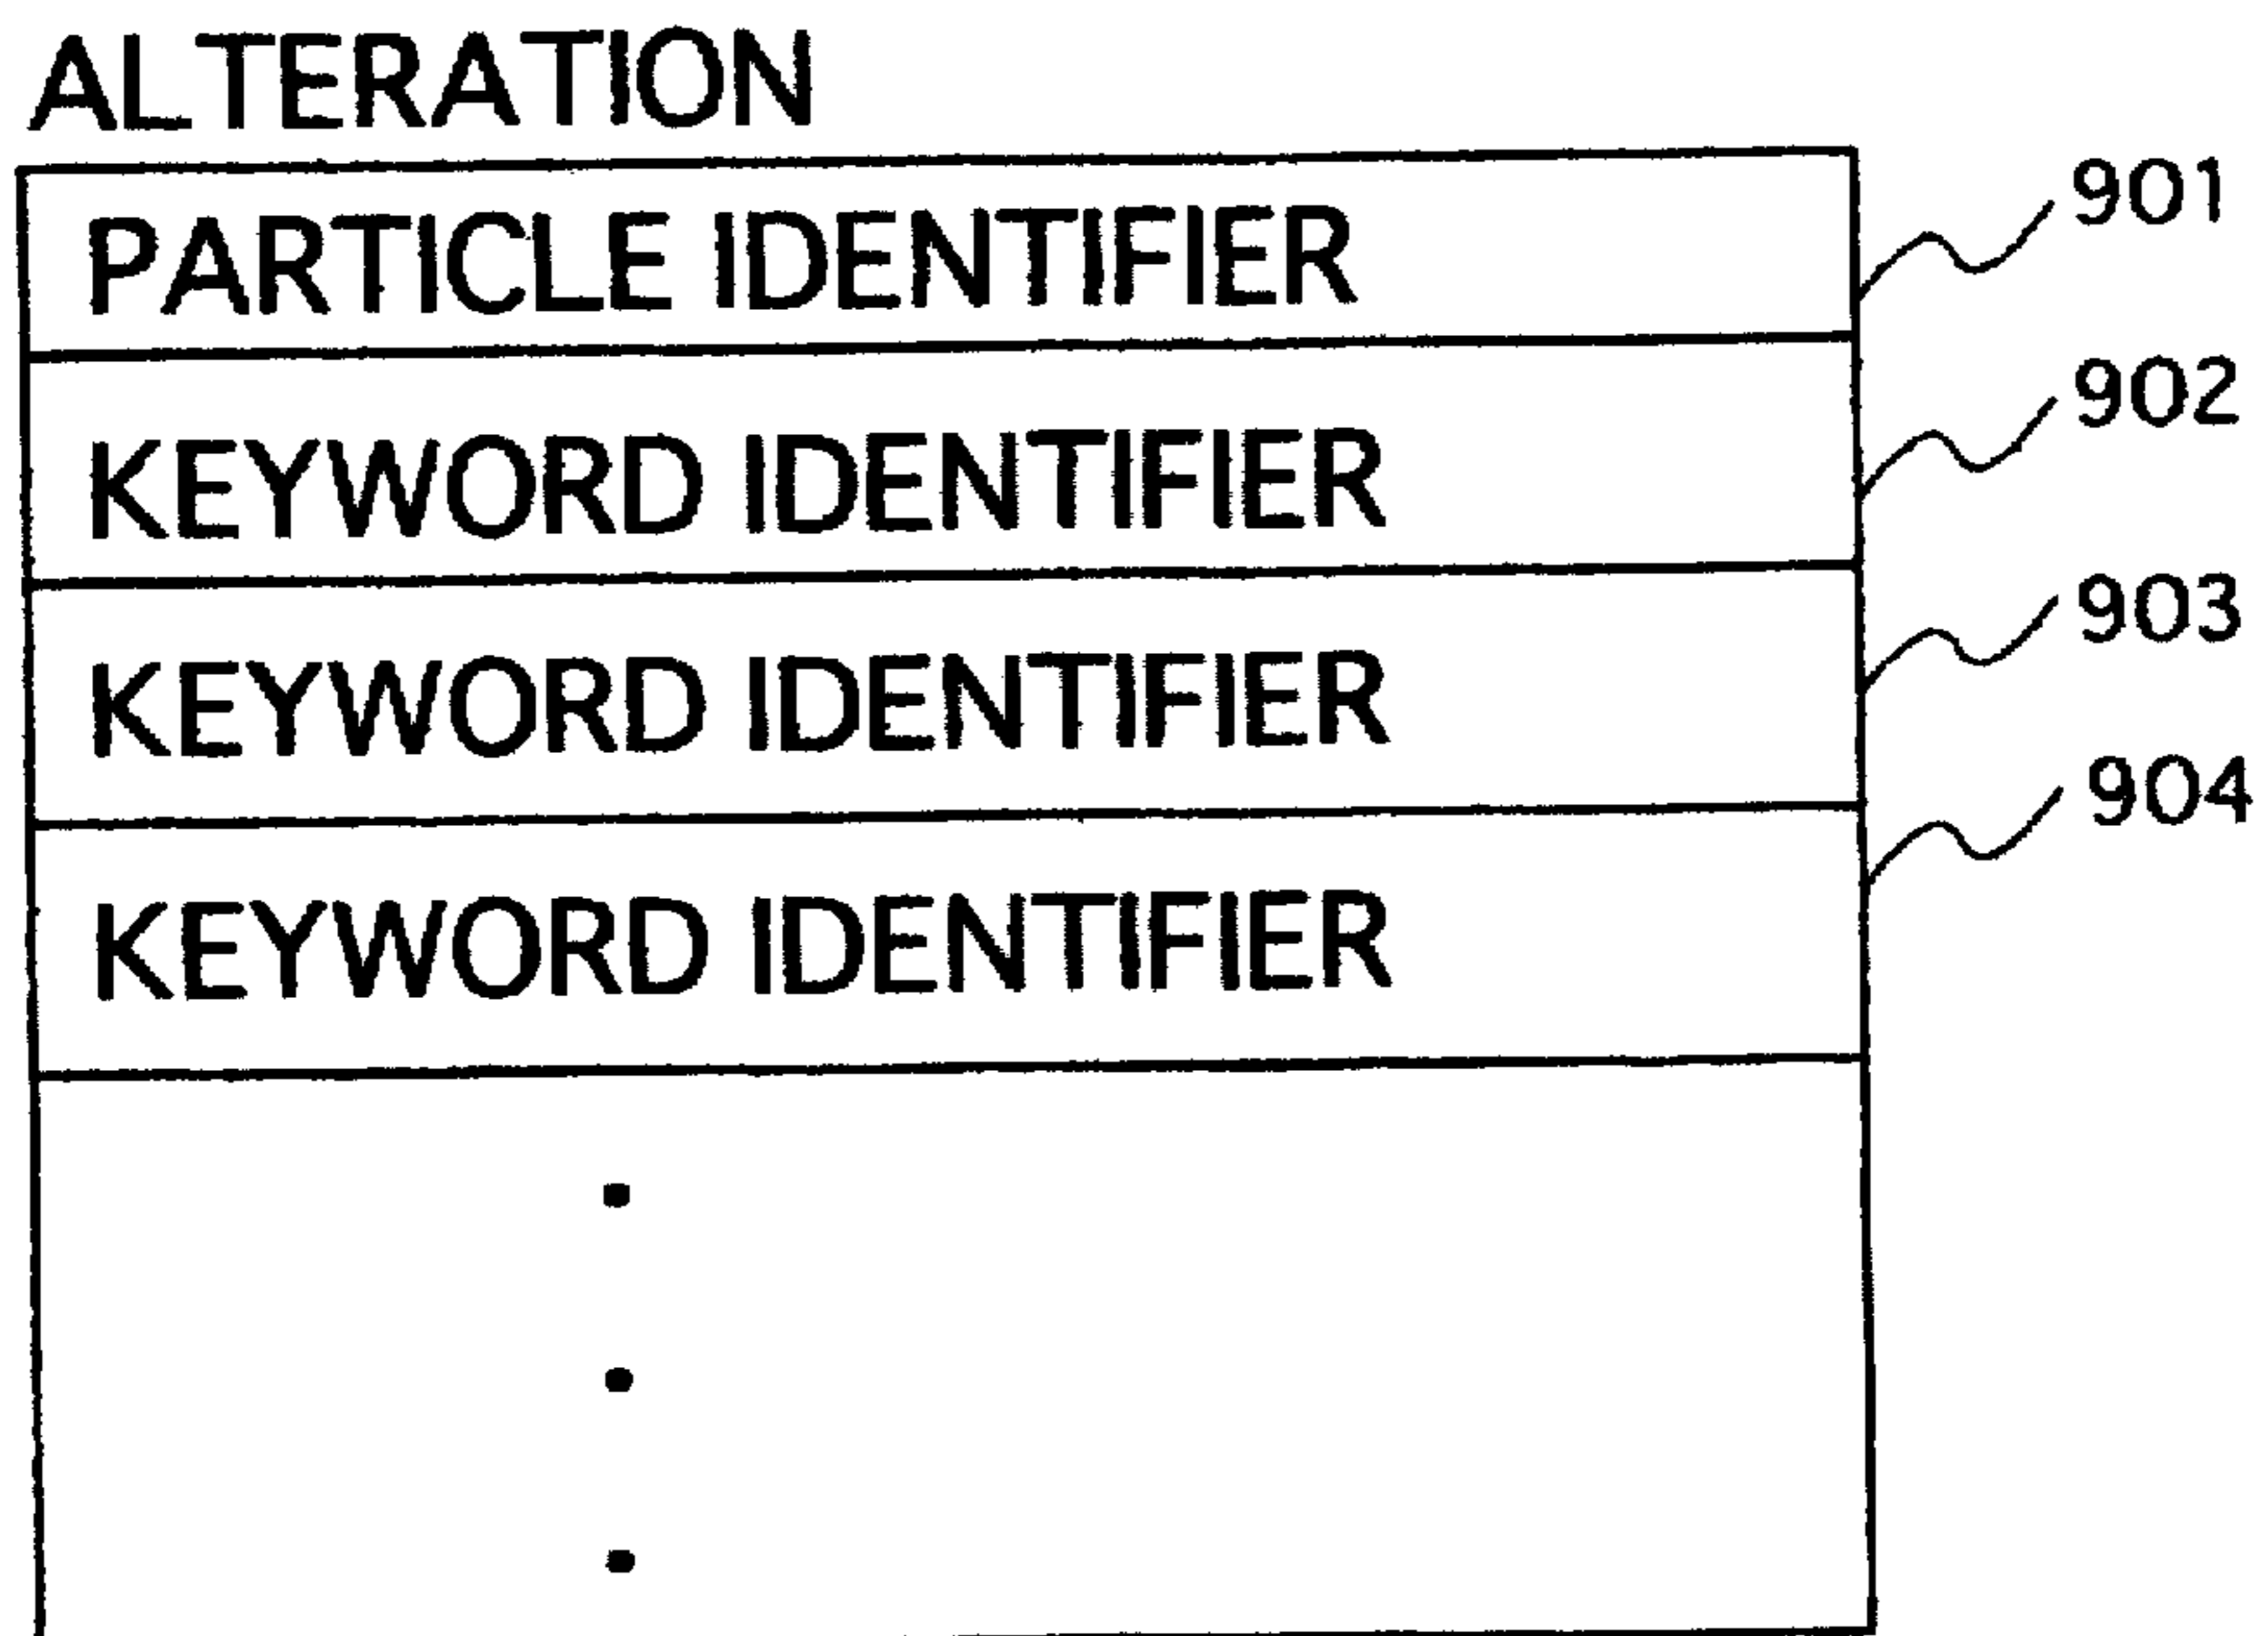 ALTERATION
PARTICLE IDENTIFIER 901
KEYWORD IDENTIFIER 902
KEYWORD IDENTIFIER 903
KEYWORD IDENTIFIER 904